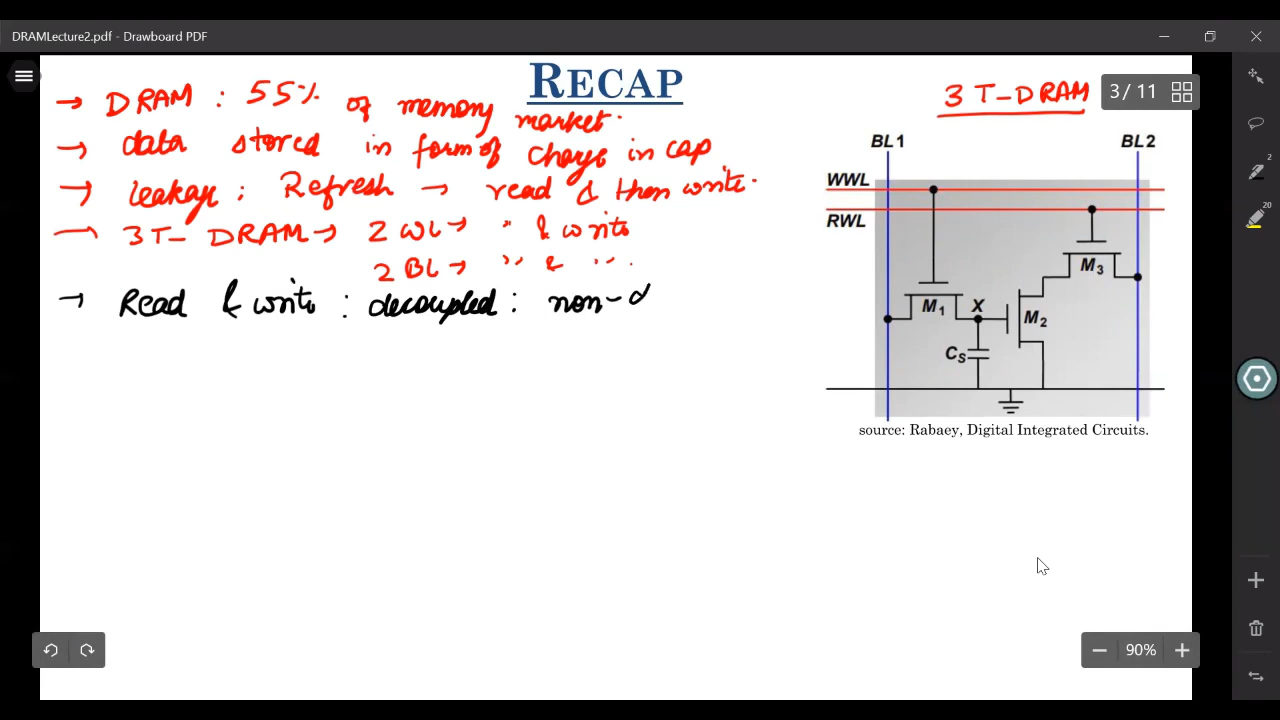 DRAMLecture2.pdf - Drawboard PDF
RECAP
→ DRAM : 55% of memory market.
→ data stored in form of charge in cap
→ leakage : Refresh → read & then write.
→ 3T- DRAM → 2 WL → " & write
2 BL → " & ".
→ Read & write : decoupled : non-d
3 T-DRAM
3 / 11
BL1 BL2
WWL
RWL
M3
M1 X M2
CS
source: Rabaey, Digital Integrated Circuits.
2
20
90%